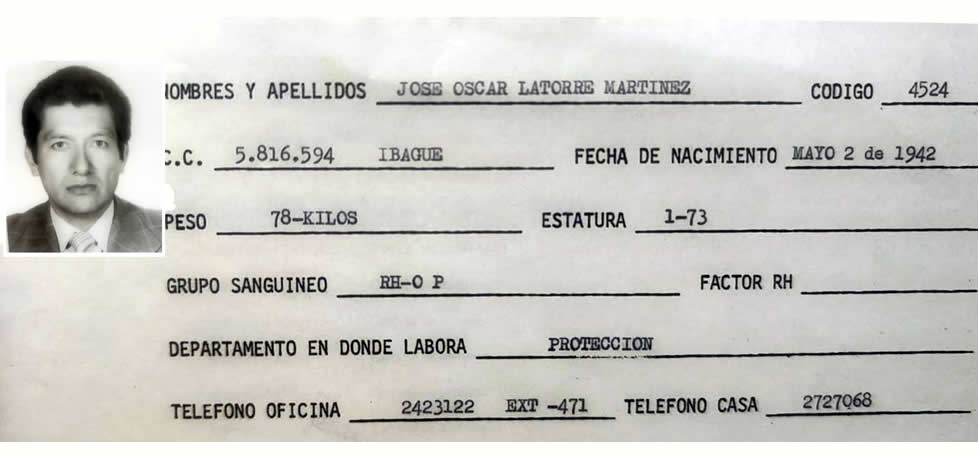 NOMBRES Y APELLIDOS JOSE OSCAR LATORRE MARTINEZ CODIGO 4524
C.C. 5.816.594 IBAGUE FECHA DE NACIMIENTO MAYO 2 de 1942
PESO 78-KILOS ESTATURA 1-73
GRUPO SANGUINEO RH-O P FACTOR RH
DEPARTAMENTO EN DONDE LABORA PROTECCION
TELEFONO OFICINA 2423122 EXT -471 TELEFONO CASA 2727068